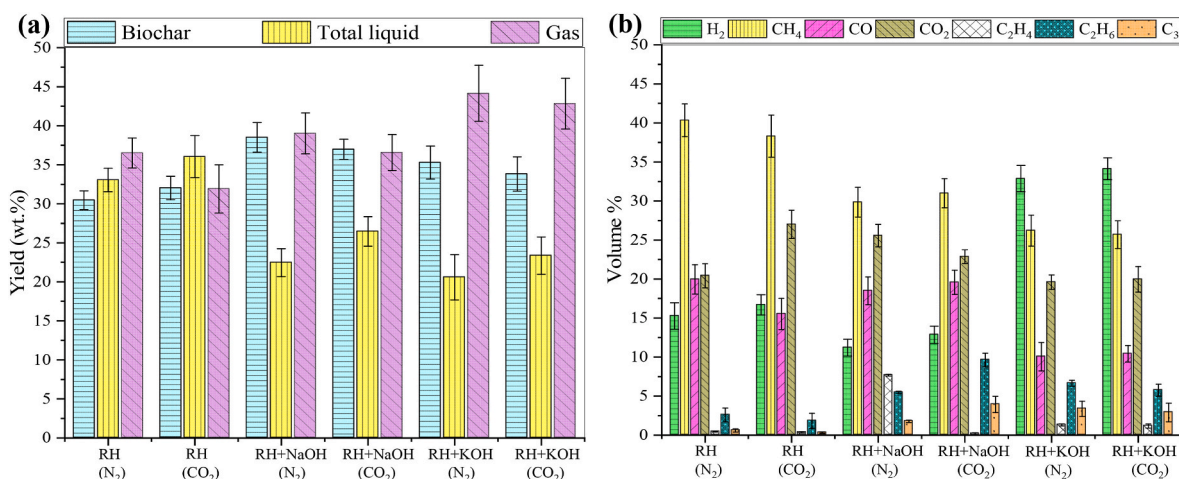 (a)
Biochar Total liquid Gas
Yield (wt.%)
50
45
40
35
30
25
20
15
10
5
0
RH RH RH+NaOH RH+NaOH RH+KOH RH+KOH
(N₂) (CO₂) (N₂) (CO₂) (N₂) (CO₂)
(b)
H₂ CH₄ CO CO₂ C₂H₄ C₂H₆ C₃
Volume %
50
45
40
35
30
25
20
15
10
5
0
RH RH RH+NaOH RH+NaOH RH+KOH RH+KOH
(N₂) (CO₂) (N₂) (CO₂) (N₂) (CO₂)